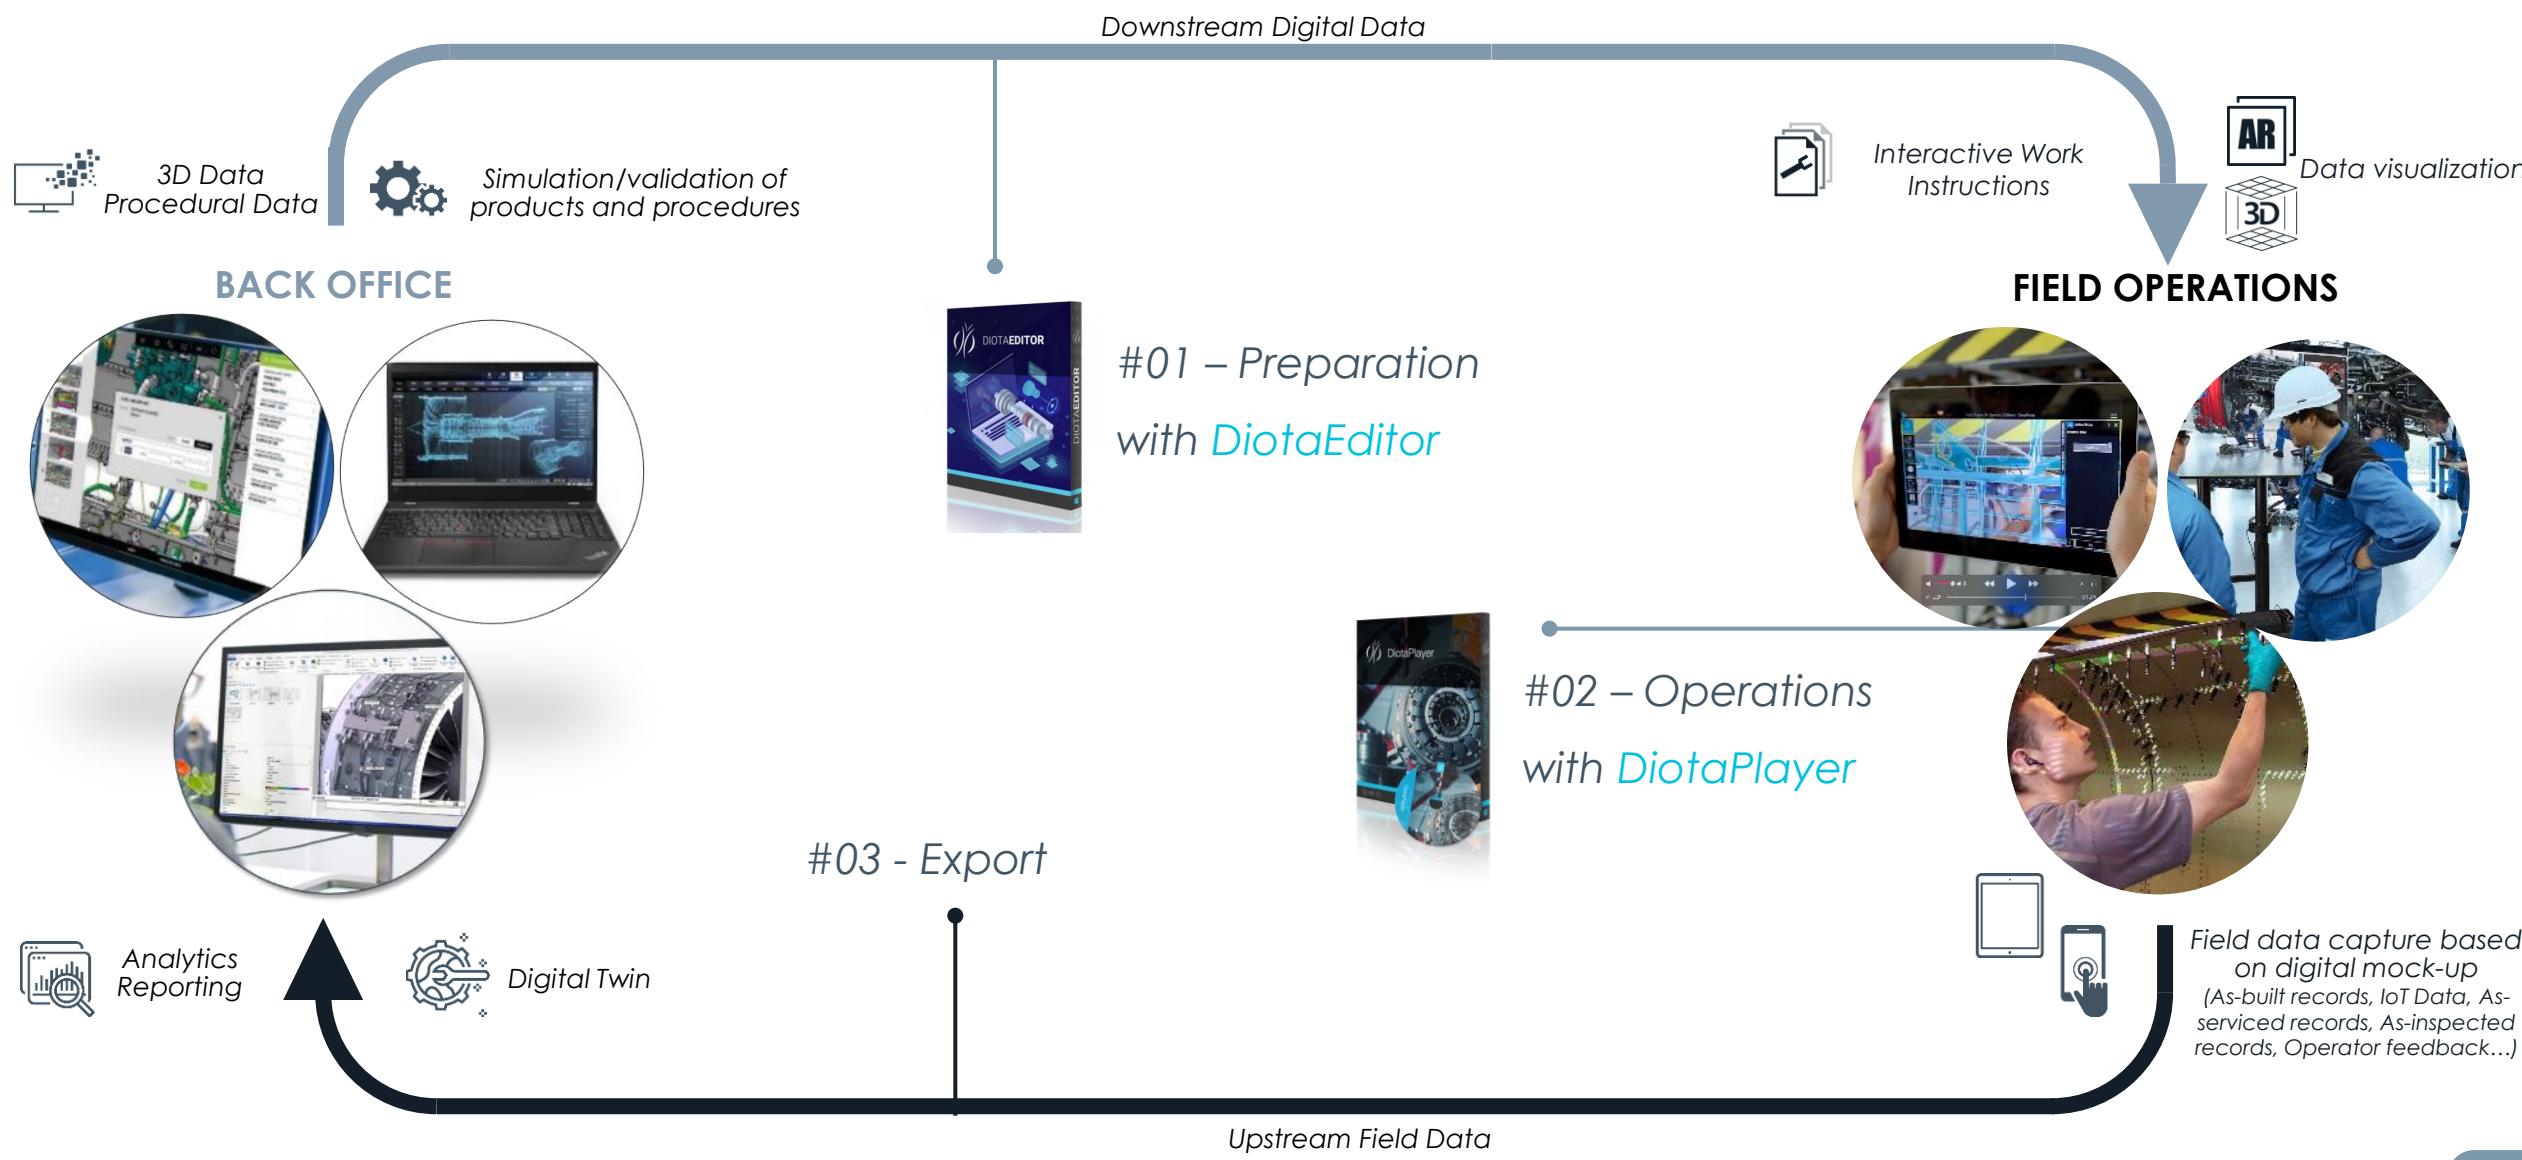 Downstream Digital Data
3D Data
Procedural Data
Simulation/validation of
products and procedures
Interactive Work
Instructions
AR
3D
Data visualization
BACK OFFICE
FIELD OPERATIONS
DIOTAEDITOR
DIOTAEDITOR
#01 – Preparation
with DiotaEditor
DiotaPlayer
#02 – Operations
with DiotaPlayer
#03 - Export
Analytics
Reporting
Digital Twin
Field data capture based
on digital mock-up
(As-built records, IoT Data, As-
serviced records, As-inspected
records, Operator feedback...)
Upstream Field Data